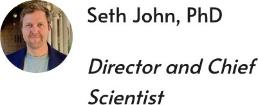 Seth John, PhD
Director and Chief
Scientist